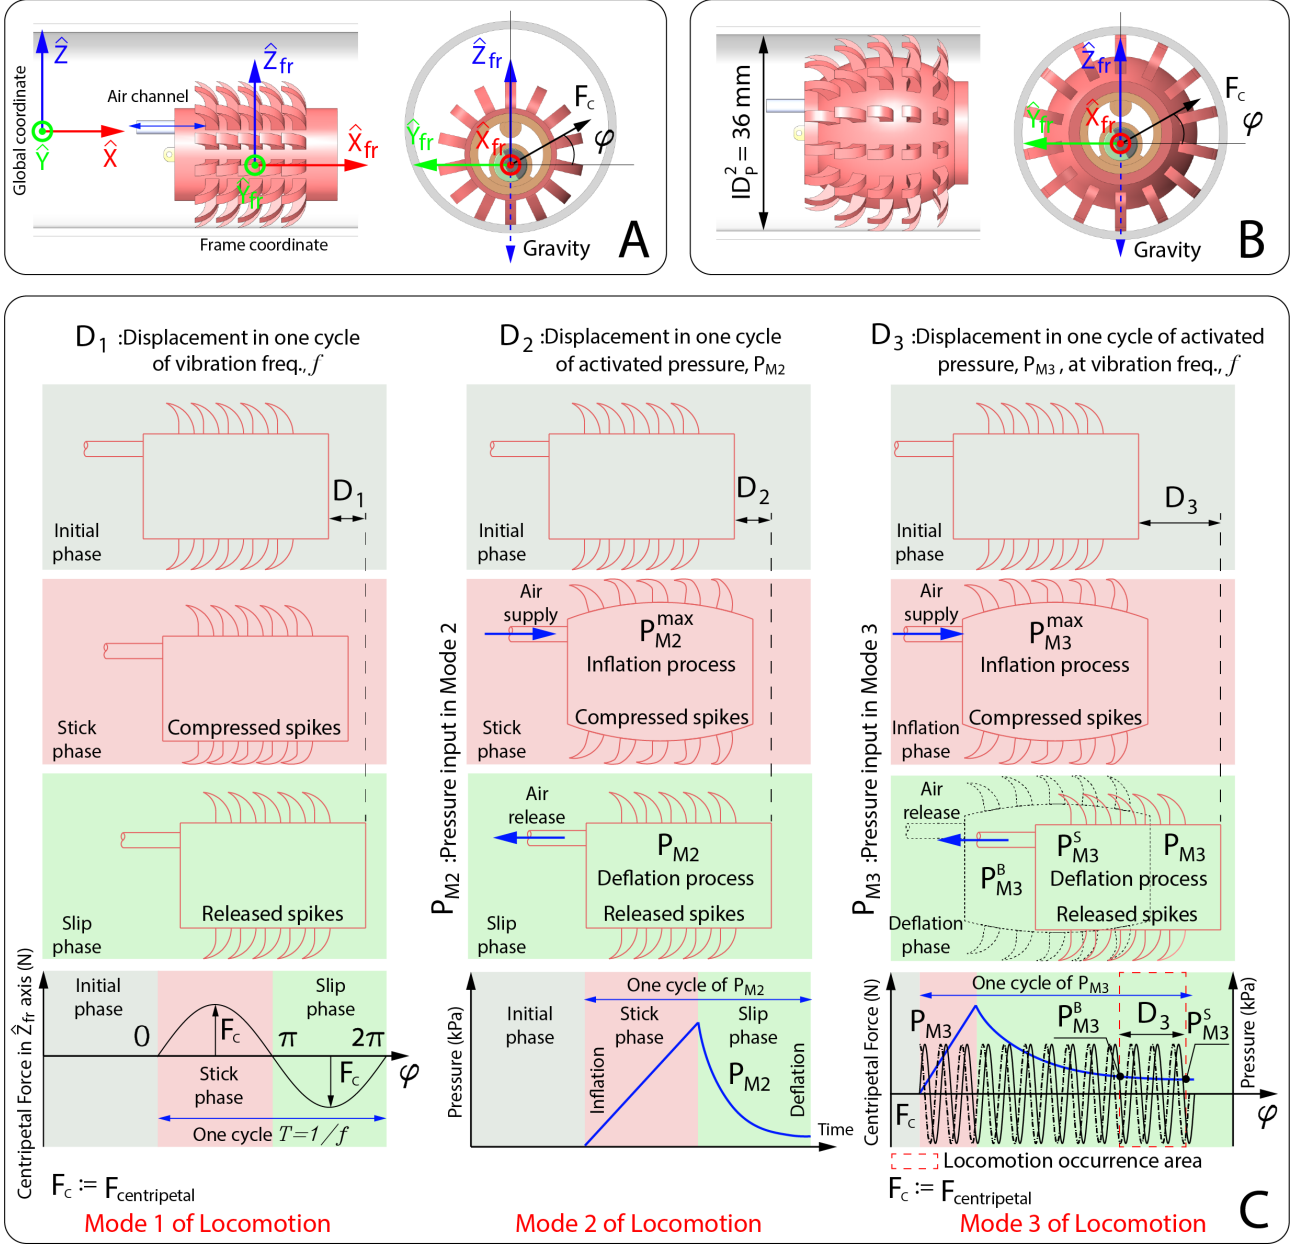 Global coordinate
Ẑ
Ŷ
X̂
Air channel
Ẑfr
X̂fr
Ŷfr
Frame coordinate
Ẑfr
Ŷfr
X̂fr
FC
φ
Gravity
A
ID²P = 36 mm
Ẑfr
Ŷfr
X̂fr
FC
φ
Gravity
B
D1 :Displacement in one cycle
of vibration freq., f
D1
Initial
phase
Stick
phase
Compressed spikes
Slip
phase
Released spikes
Centripetal Force in Ẑfr axis (N)
Initial
phase
Slip
phase
0
π
2π
FC
FC
Stick
phase
φ
One cycle T=1/f
FC := Fcentripetal
Mode 1 of Locomotion
D2 :Displacement in one cycle
of activated pressure, PM2
D2
Initial
phase
PM2 :Pressure input in Mode 2
Air
supply
PM2 max
Inflation process
Compressed spikes
Stick
phase
Air
release
PM2
Deflation process
Released spikes
Slip
phase
Pressure (kPa)
One cycle of PM2
Initial
phase
Stick
phase
Slip
phase
Inflation
PM2
Deflation
Time
Mode 2 of Locomotion
D3 :Displacement in one cycle of activated
pressure, PM3 , at vibration freq., f
D3
Initial
phase
PM3 :Pressure input in Mode 3
Air
supply
PM3 max
Inflation process
Compressed spikes
Inflation
phase
Air
release
PM3 B
PM3 S
PM3
Deflation process
Released spikes
Deflation
phase
Centripetal Force (N)
One cycle of PM3
PM3
PM3 B
D3
PM3 S
Pressure (kPa)
FC
φ
Locomotion occurrence area
FC := Fcentripetal
Mode 3 of Locomotion
C